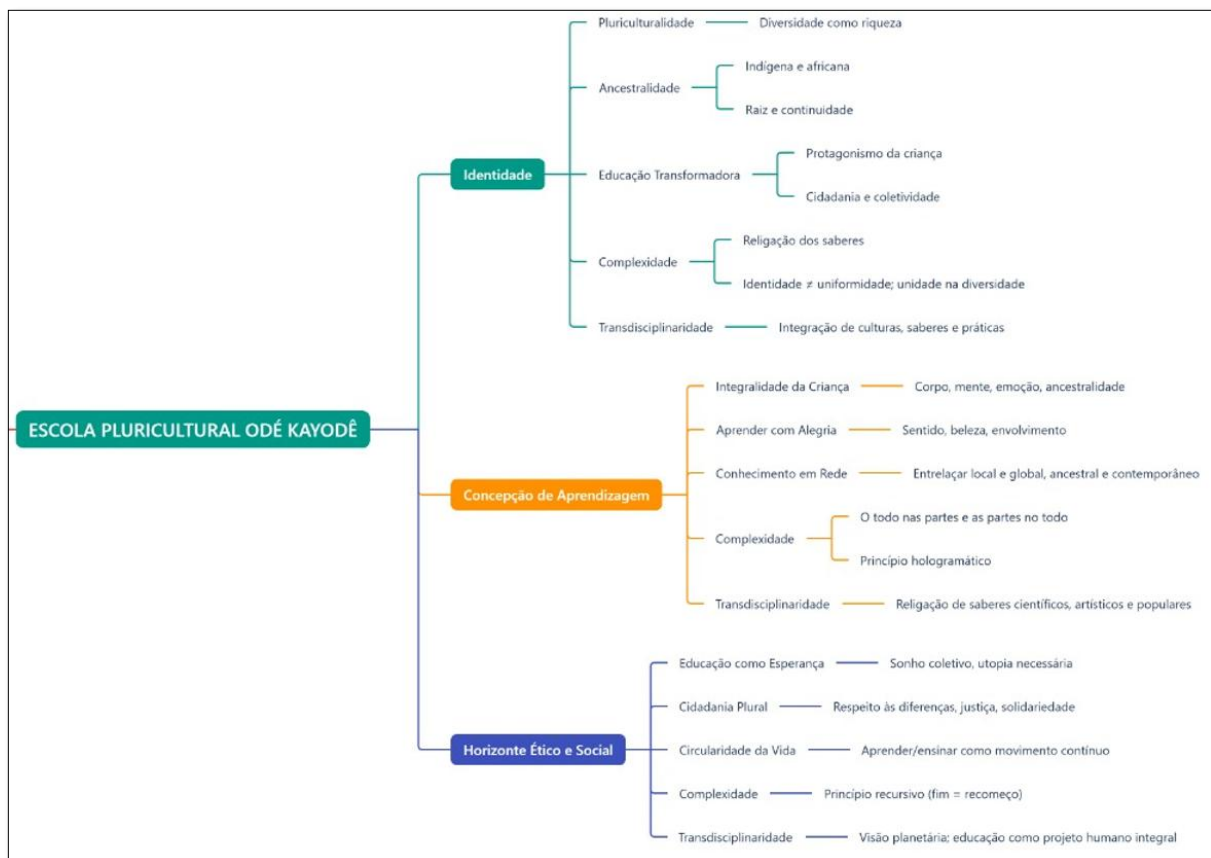 ESCOLA PLURICULTURAL ODÉ KAYODÊ
Identidade
Pluriculturalidade
Diversidade como riqueza
Ancestralidade
Indígena e africana
Raiz e continuidade
Educação Transformadora
Protagonismo da criança
Cidadania e coletividade
Complexidade
Religação dos saberes
Identidade ≠ uniformidade; unidade na diversidade
Transdisciplinaridade
Integração de culturas, saberes e práticas
Concepção de Aprendizagem
Integralidade da Criança
Corpo, mente, emoção, ancestralidade
Aprender com Alegria
Sentido, beleza, envolvimento
Conhecimento em Rede
Entrelaçar local e global, ancestral e contemporâneo
Complexidade
O todo nas partes e as partes no todo
Princípio hologramático
Transdisciplinaridade
Religação de saberes científicos, artísticos e populares
Horizonte Ético e Social
Educação como Esperança
Sonho coletivo, utopia necessária
Cidadania Plural
Respeito às diferenças, justiça, solidariedade
Circularidade da Vida
Aprender/ensinar como movimento contínuo
Complexidade
Princípio recursivo (fim = recomeço)
Transdisciplinaridade
Visão planetária; educação como projeto humano integral